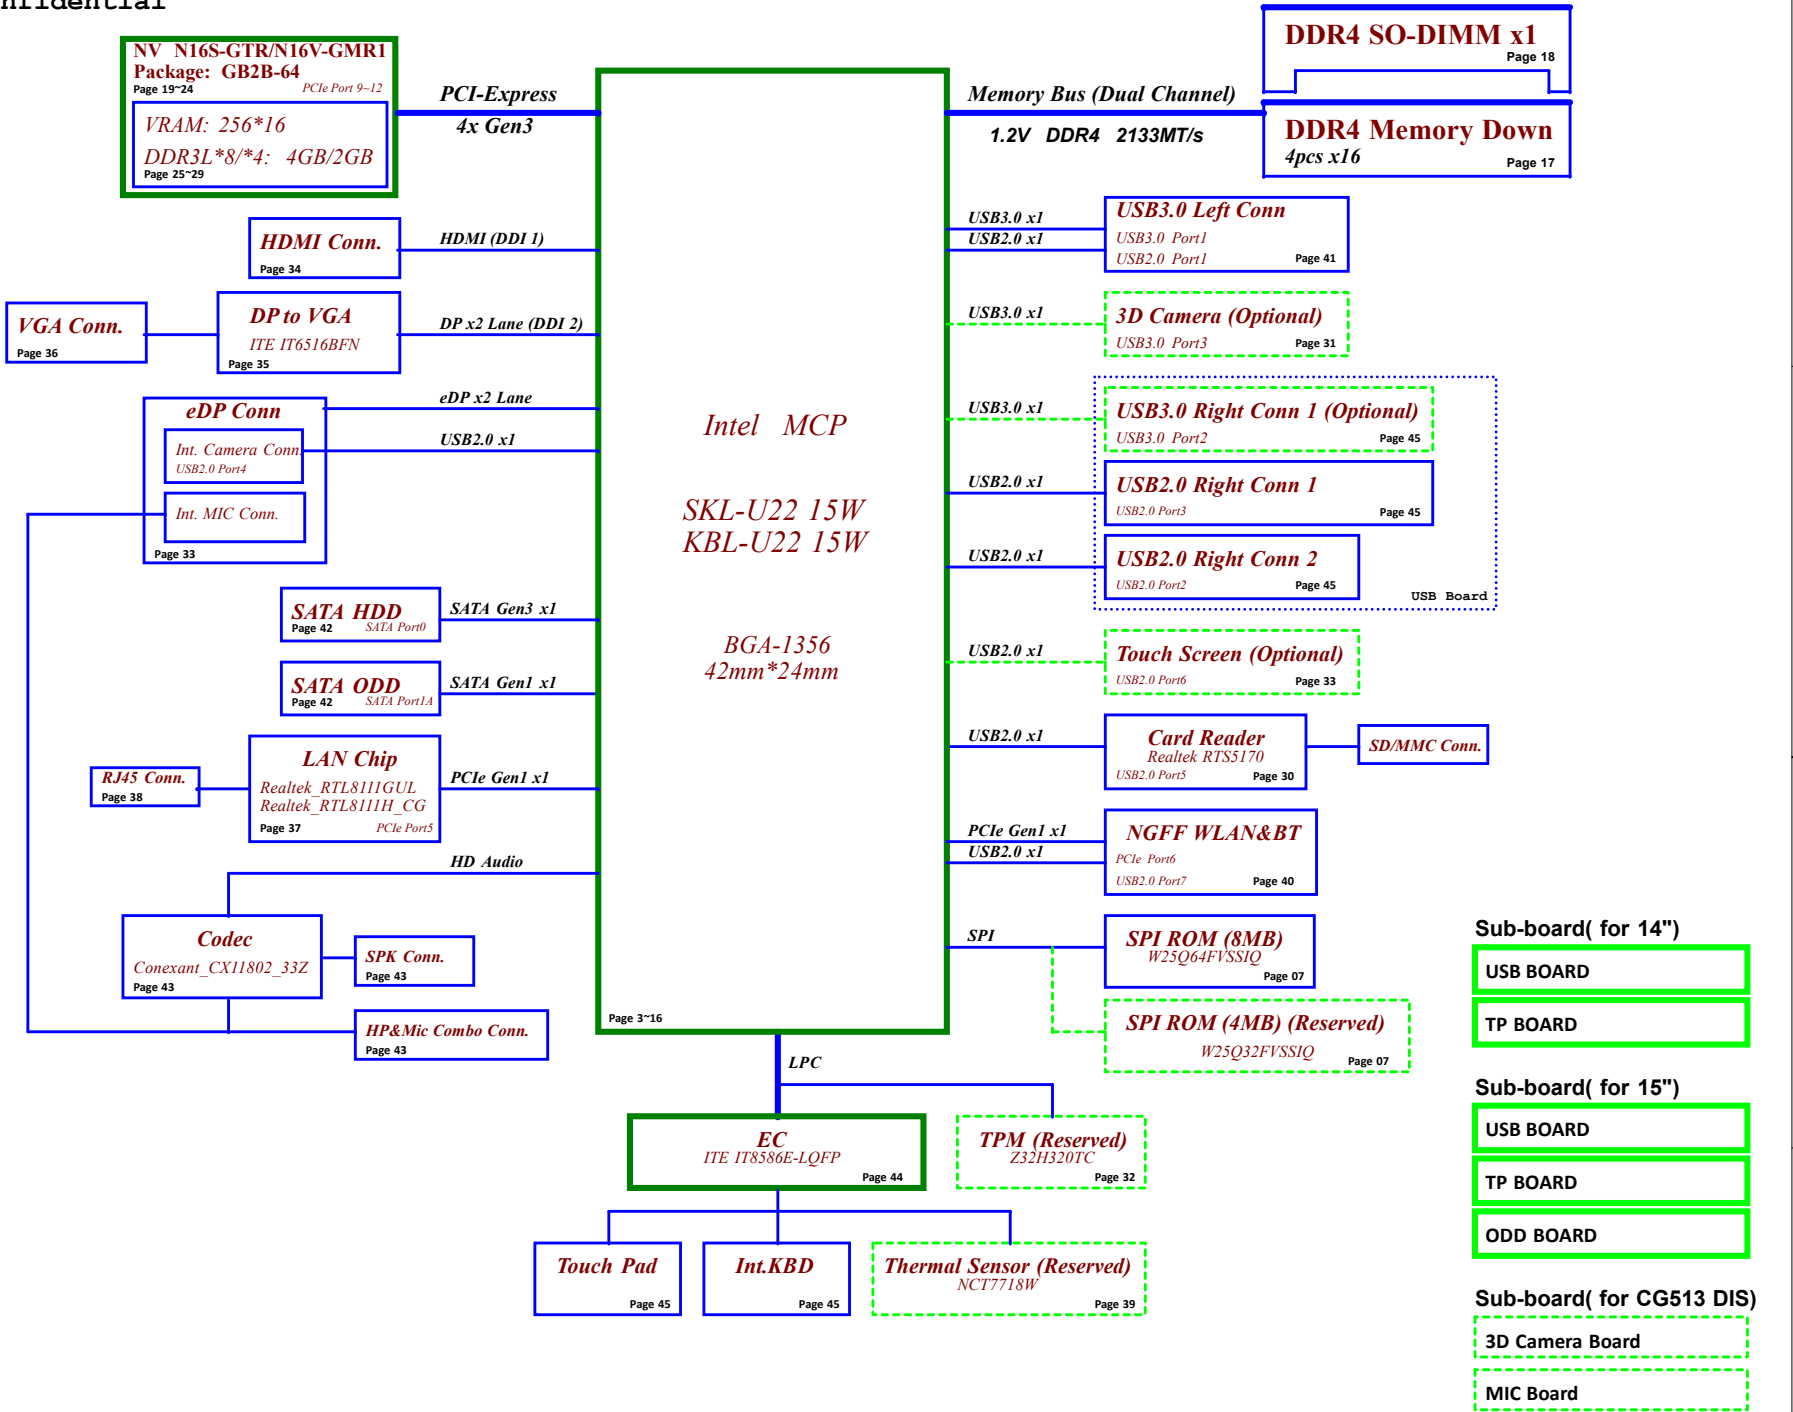 nfidential
NV N16S-GTR/N16V-GMR1
Package: GB2B-64
Page 19~24
PCIe Port 9~12
VRAM: 256*16
DDR3L*8/*4: 4GB/2GB
Page 25~29
PCI-Express
4x Gen3
HDMI Conn.
Page 34
HDMI (DDI 1)
VGA Conn.
Page 36
DP to VGA
ITE IT6516BFN
Page 35
DP x2 Lane (DDI 2)
eDP Conn
Int. Camera Conn.
USB2.0 Port4
Int. MIC Conn.
Page 33
eDP x2 Lane
USB2.0 x1
SATA HDD
Page 42
SATA Port0
SATA Gen3 x1
SATA ODD
Page 42
SATA Port1A
SATA Gen1 x1
RJ45 Conn.
Page 38
LAN Chip
Realtek_RTL8111GUL
Realtek_RTL8111H_CG
Page 37
PCIe Port5
PCIe Gen1 x1
HD Audio
Codec
Conexant_CX11802_33Z
Page 43
SPK Conn.
Page 43
HP&Mic Combo Conn.
Page 43
Intel MCP
SKL-U22 15W
KBL-U22 15W
BGA-1356
42mm*24mm
Page 3~16
Memory Bus (Dual Channel)
1.2V DDR4 2133MT/s
DDR4 SO-DIMM x1
Page 18
DDR4 Memory Down
4pcs x16
Page 17
USB3.0 x1
USB2.0 x1
USB3.0 Left Conn
USB3.0 Port1
USB2.0 Port1
Page 41
USB3.0 x1
3D Camera (Optional)
USB3.0 Port3
Page 31
USB3.0 x1
USB3.0 Right Conn 1 (Optional)
USB3.0 Port2
Page 45
USB2.0 x1
USB2.0 Right Conn 1
USB2.0 Port3
Page 45
USB2.0 x1
USB2.0 Right Conn 2
USB2.0 Port2
Page 45
USB Board
USB2.0 x1
Touch Screen (Optional)
USB2.0 Port6
Page 33
USB2.0 x1
Card Reader
Realtek RTS5170
USB2.0 Port5
Page 30
SD/MMC Conn.
PCIe Gen1 x1
USB2.0 x1
NGFF WLAN&BT
PCIe Port6
USB2.0 Port7
Page 40
SPI
SPI ROM (8MB)
W25Q64FVSSIQ
Page 07
SPI ROM (4MB) (Reserved)
W25Q32FVSSIQ
Page 07
LPC
EC
ITE IT8586E-LQFP
Page 44
TPM (Reserved)
Z32H320TC
Page 32
Touch Pad
Page 45
Int.KBD
Page 45
Thermal Sensor (Reserved)
NCT7718W
Page 39
Sub-board( for 14")
USB BOARD
TP BOARD
Sub-board( for 15")
USB BOARD
TP BOARD
ODD BOARD
Sub-board( for CG513 DIS)
3D Camera Board
MIC Board